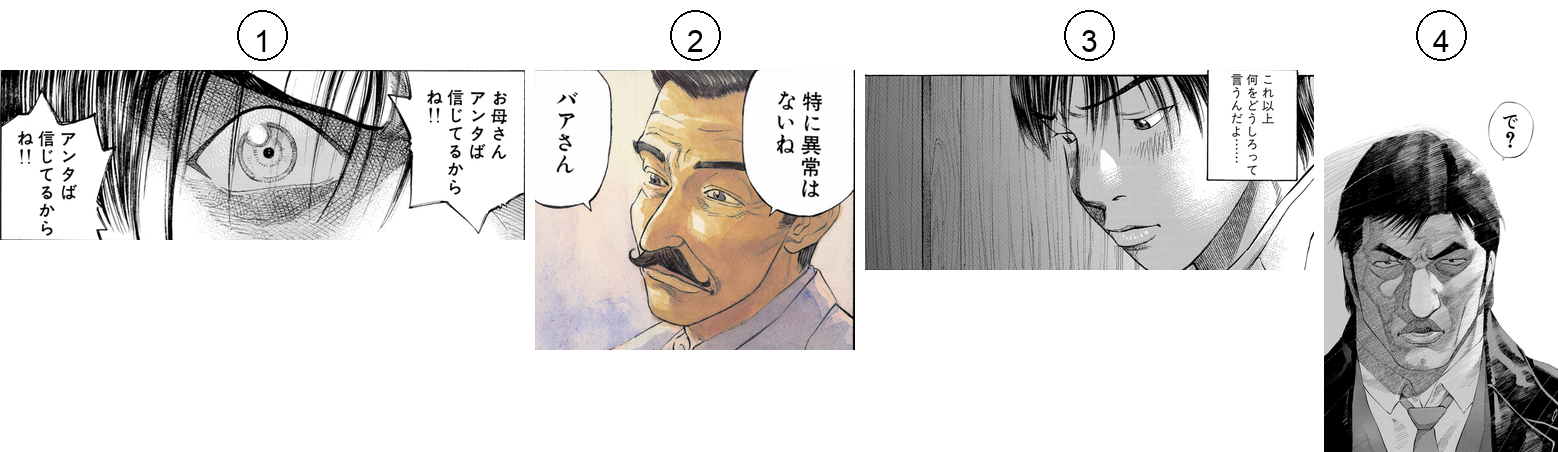 1
お母さん
アンタば
信じてるから
ね!!
アンタば
信じてるから
ね!!
2
特に異常は
ないね
バアさん
3
これ以上
何をどうしろって
言うんだよ……
4
で?